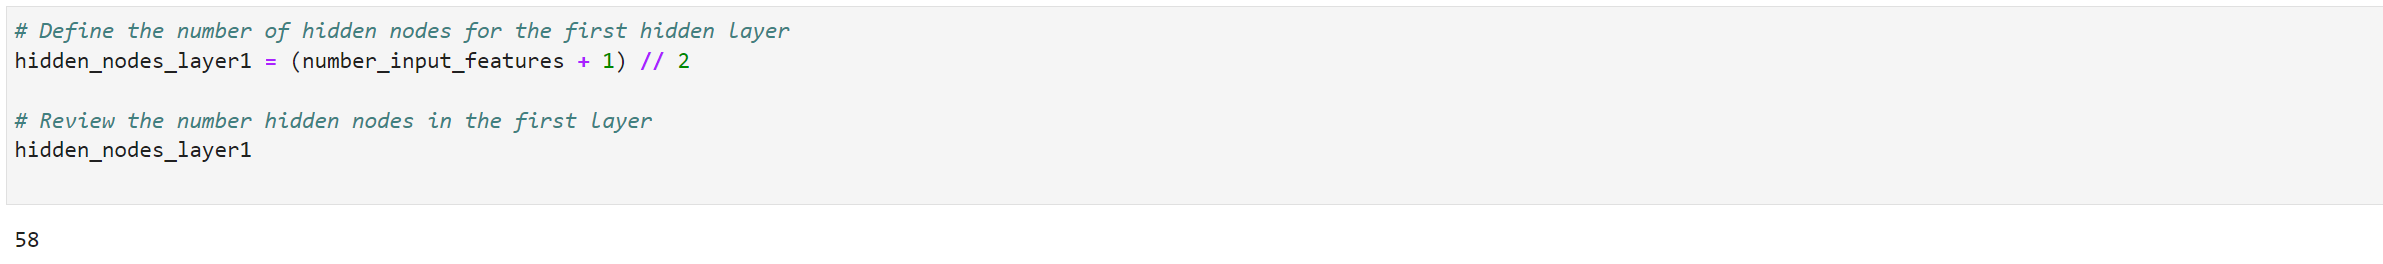 # Define the number of hidden nodes for the first hidden layer
hidden_nodes_layer1 = (number_input_features + 1) // 2
# Review the number hidden nodes in the first layer
hidden_nodes_layer1
58